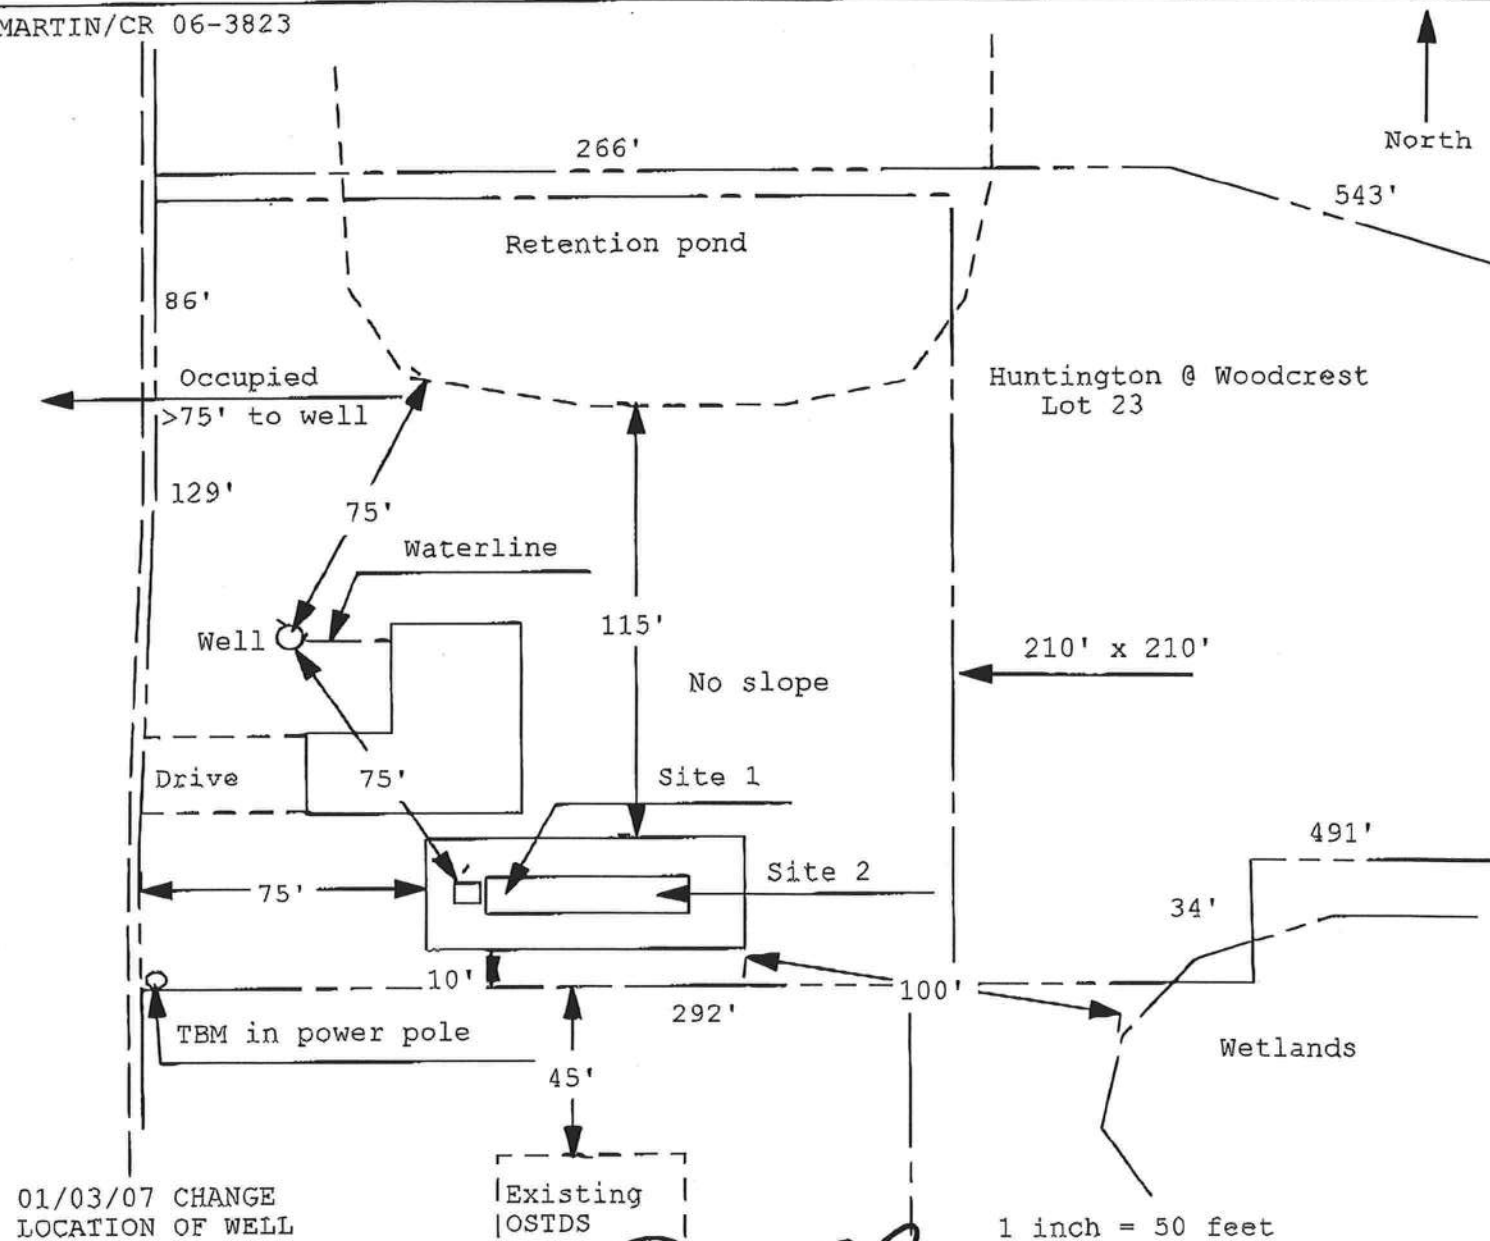 MARTIN/CR 06-3823
North
266'
543'
Retention pond
86'
Occupied
>75' to well
Huntington @ Woodcrest
Lot 23
129'
75'
Waterline
115'
Well
210' x 210'
No slope
Drive
75'
Site 1
491'
Site 2
75'
34'
10'
100'
292'
TBM in power pole
Wetlands
45'
01/03/07 CHANGE
LOCATION OF WELL
Existing
OSTDS
1 inch = 50 feet